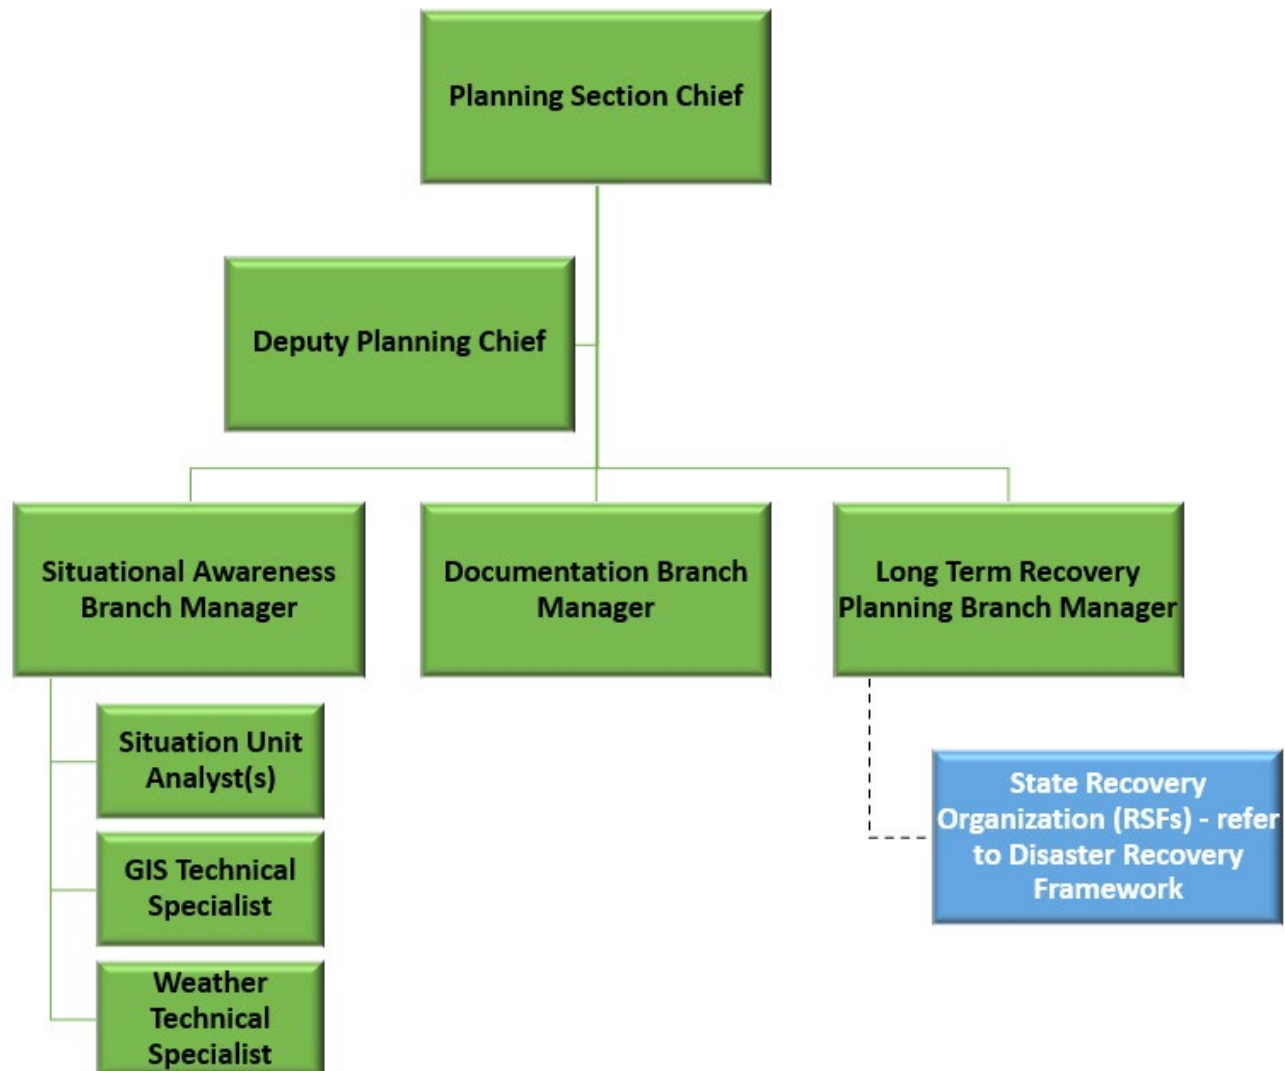 Planning Section Chief
Deputy Planning Chief
Situational Awareness
Branch Manager
Documentation Branch
Manager
Long Term Recovery
Planning Branch Manager
Situation Unit
Analyst(s)
GIS Technical
Specialist
Weather
Technical
Specialist
State Recovery
Organization (RSFs) - refer
to Disaster Recovery
Framework